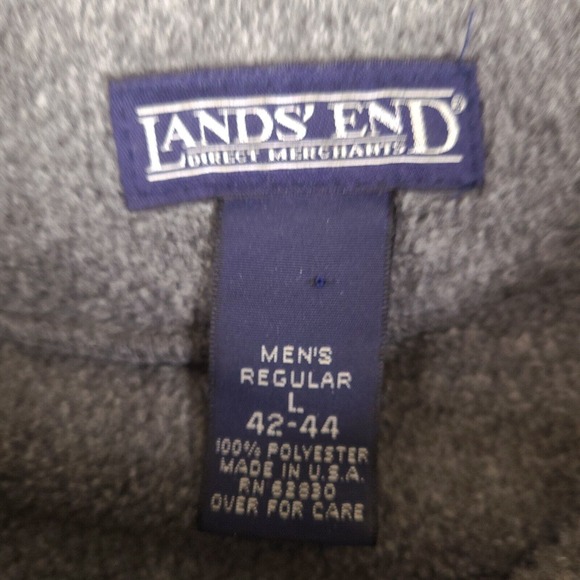 LANDS' END®
DIRECT MERCHANTS
MEN'S
REGULAR
L
42-44
100% POLYESTER
MADE IN U.S.A.
RN 62830
OVER FOR CARE